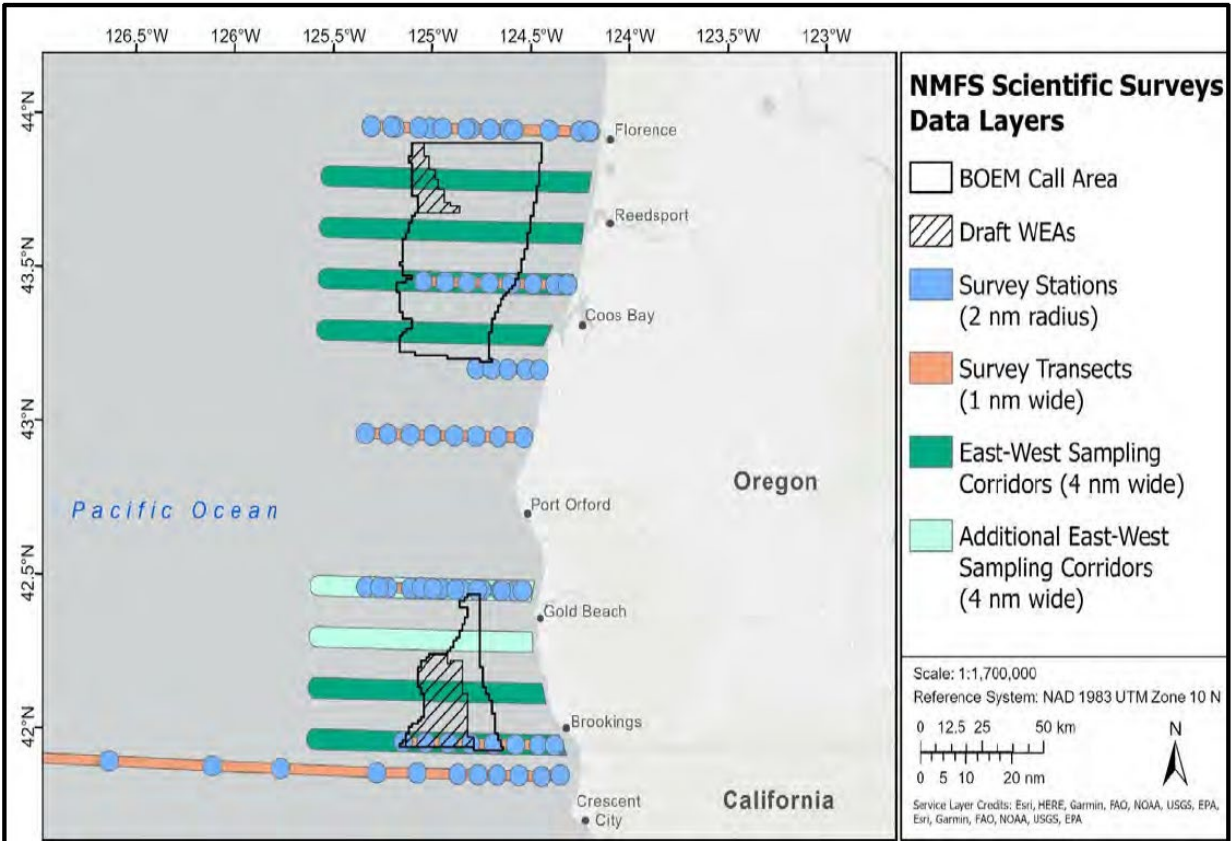 126.5°W 126°W 125.5°W 125°W 124.5°W 124°W 123.5°W 123°W
44°N
43.5°N
43°N
42.5°N
42°N
Florence
Reedsport
Coos Bay
Oregon
Pacific Ocean
Port Orford
Gold Beach
Brookings
Crescent
City
California
NMFS Scientific Surveys
Data Layers
BOEM Call Area
Draft WEAs
Survey Stations
(2 nm radius)
Survey Transects
(1 nm wide)
East-West Sampling
Corridors (4 nm wide)
Additional East-West
Sampling Corridors
(4 nm wide)
Scale: 1:1,700,000
Reference System: NAD 1983 UTM Zone 10 N
0 12.5 25 50 km
0 5 10 20 nm
N
Service Layer Credits: Esri, HERE, Garmin, FAO, NOAA, USGS, EPA,
Esri, Garmin, FAO, NOAA, USGS, EPA